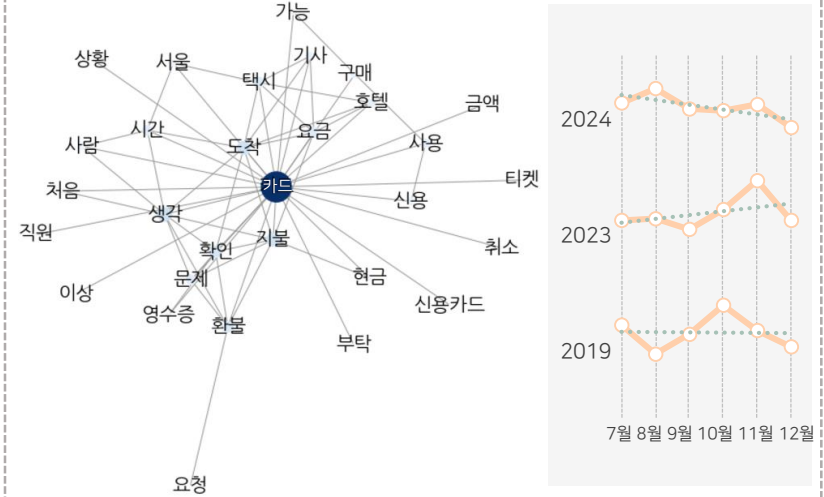 가능
기사
상황
서울
택시
구매
호텔
금액
시간
도착
요금
사람
사용
카드
티켓
처음
생각
신용
직원
확인
지불
취소
이상
문제
현금
신용카드
영수증
환불
부탁
요청
2024
2023
2019
7월 8월 9월 10월 11월 12월